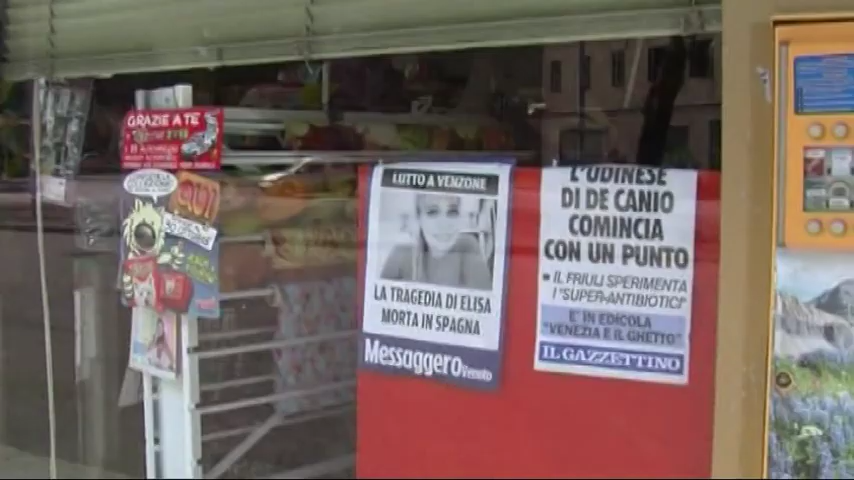 GRAZIE A TE
LUTTO A VENZONE
LA TRAGEDIA DI ELISA
MORTA IN SPAGNA
Messaggero Veneto
L'UDINESE
DI DE CANIO
COMINCIA
CON UN PUNTO
IL FRIULI SPERIMENTA
I "SUPER-ANTIBIOTICI"
E' IN EDICOLA
"VENEZIA E IL GHETTO"
IL GAZZETTINO
QUI